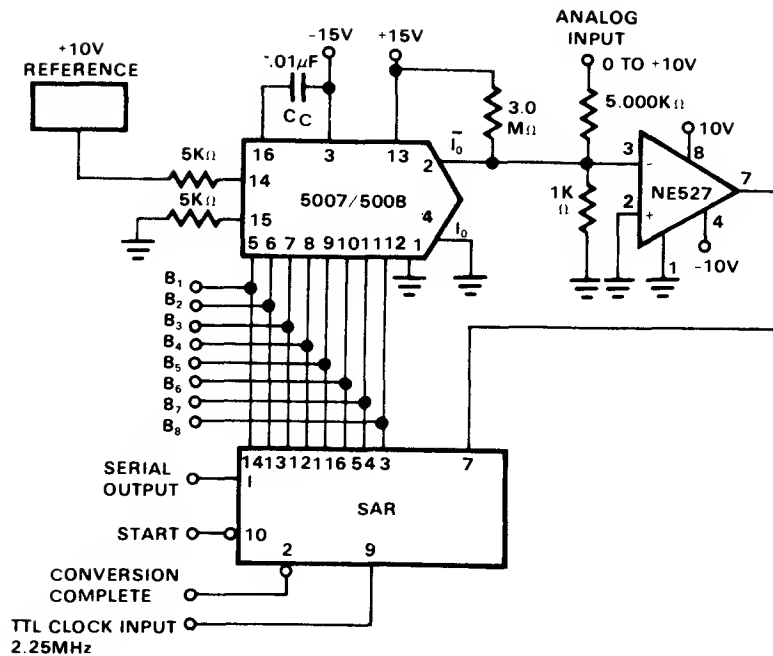 +10V
REFERENCE
-15V
+15V
.01µF
C_C
ANALOG
INPUT
0 TO +10V
5.000KΩ
3.0
MΩ
5KΩ
5KΩ
16
3
13
14
15
5007/5008
2
4
1
I̅₀
I₀
5 6 7 8 9 10 11 12
3
2
-
+
NE527
10V
8
7
4
-10V
1
1K
Ω
B₁
B₂
B₃
B₄
B₅
B₆
B₇
B₈
14 13 12 11 6 5 4 3
7
SERIAL
OUTPUT
1
SAR
START
10
2
9
CONVERSION
COMPLETE
TTL CLOCK INPUT
2.25MHz